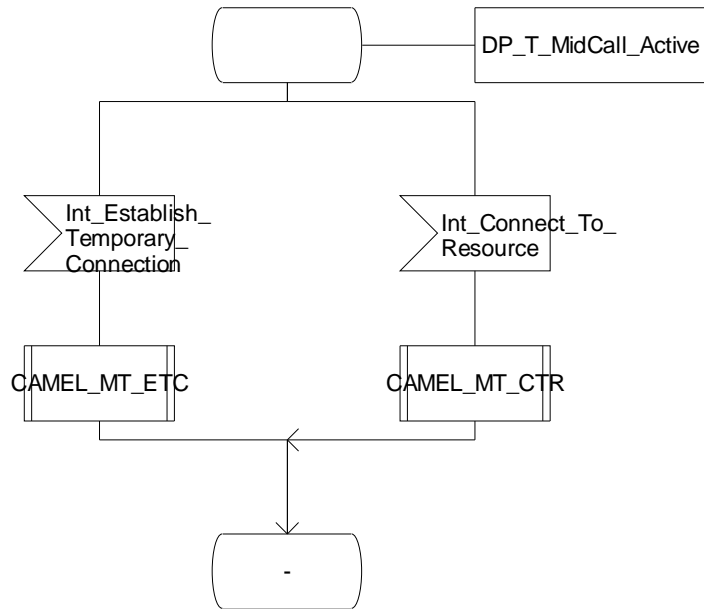 DP_T_MidCall_Active
Int_Establish_
Temporary_
Connection
Int_Connect_To_
Resource
CAMEL_MT_ETC
CAMEL_MT_CTR
-